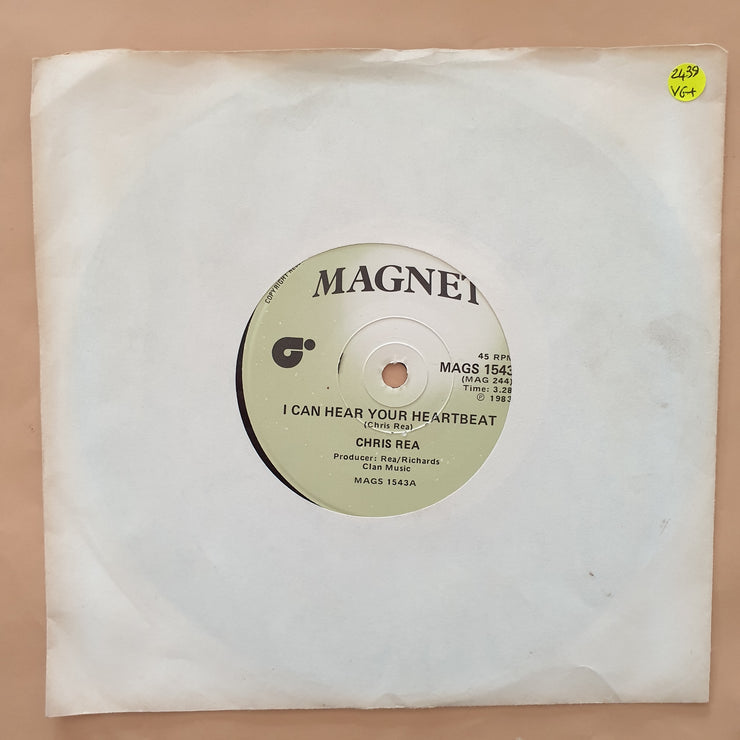 2439
VG+
COPYRIGHT
MAGNET
45 RPM
MAGS 1543
(MAG 244)
Time: 3.28
℗ 1983
I CAN HEAR YOUR HEARTBEAT
(Chris Rea)
CHRIS REA
Producer: Rea/Richards
Clan Music
MAGS 1543A